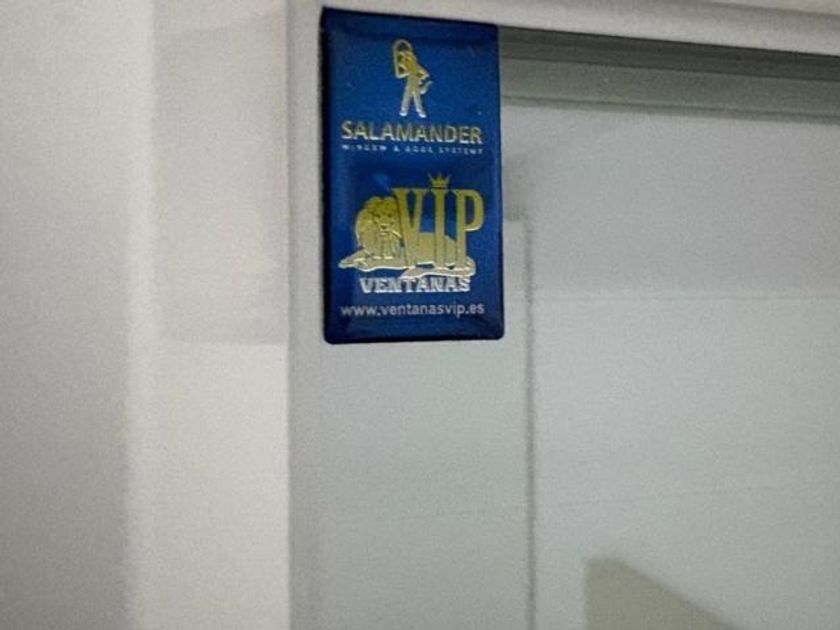 SALAMANDER
WINDOW & DOOR SYSTEMS
VIP
VENTANAS
www.ventanasvip.es